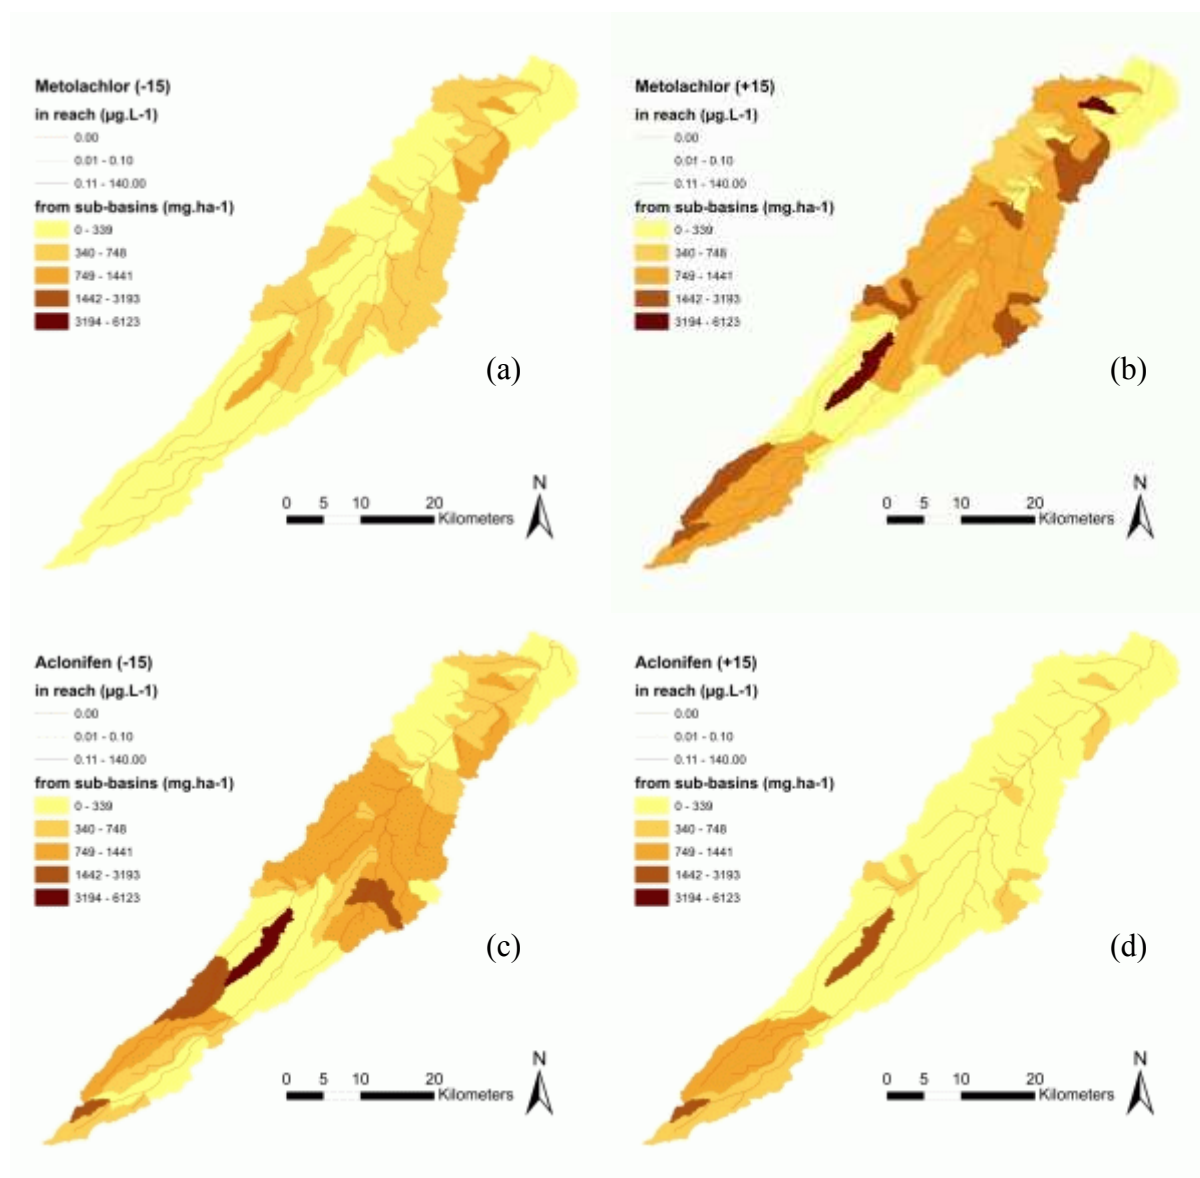 Metolachlor (-15)
in reach (µg.L-1)
0.00
0.01 - 0.10
0.11 - 140.00
from sub-basins (mg.ha-1)
0 - 339
340 - 748
749 - 1441
1442 - 3193
3194 - 6123
(a)
N
0 5 10 20
Kilometers
Metolachlor (+15)
in reach (µg.L-1)
0.00
0.01 - 0.10
0.11 - 140.00
from sub-basins (mg.ha-1)
0 - 339
340 - 748
749 - 1441
1442 - 3193
3194 - 6123
(b)
N
0 5 10 20
Kilometers
Aclonifen (-15)
in reach (µg.L-1)
0.00
0.01 - 0.10
0.11 - 140.00
from sub-basins (mg.ha-1)
0 - 339
340 - 748
749 - 1441
1442 - 3193
3194 - 6123
(c)
N
0 5 10 20
Kilometers
Aclonifen (+15)
in reach (µg.L-1)
0.00
0.01 - 0.10
0.11 - 140.00
from sub-basins (mg.ha-1)
0 - 339
340 - 748
749 - 1441
1442 - 3193
3194 - 6123
(d)
N
0 5 10 20
Kilometers